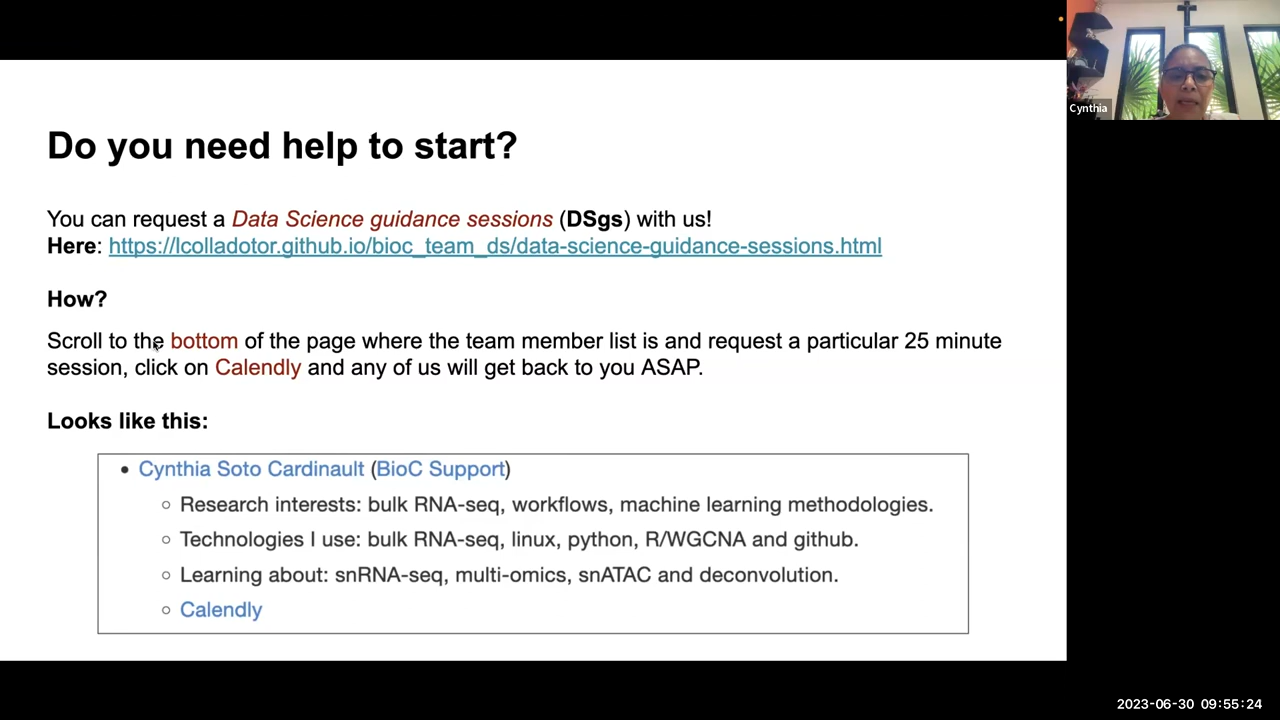 Do you need help to start?
You can request a Data Science guidance sessions (DSgs) with us!
Here: https://lcolladotor.github.io/bioc_team_ds/data-science-guidance-sessions.html
How?
Scroll to the bottom of the page where the team member list is and request a particular 25 minute
session, click on Calendly and any of us will get back to you ASAP.
Looks like this:
• Cynthia Soto Cardinault (BioC Support)
○ Research interests: bulk RNA-seq, workflows, machine learning methodologies.
○ Technologies I use: bulk RNA-seq, linux, python, R/WGCNA and github.
○ Learning about: snRNA-seq, multi-omics, snATAC and deconvolution.
○ Calendly
Cynthia
2023-06-30 09:55:24